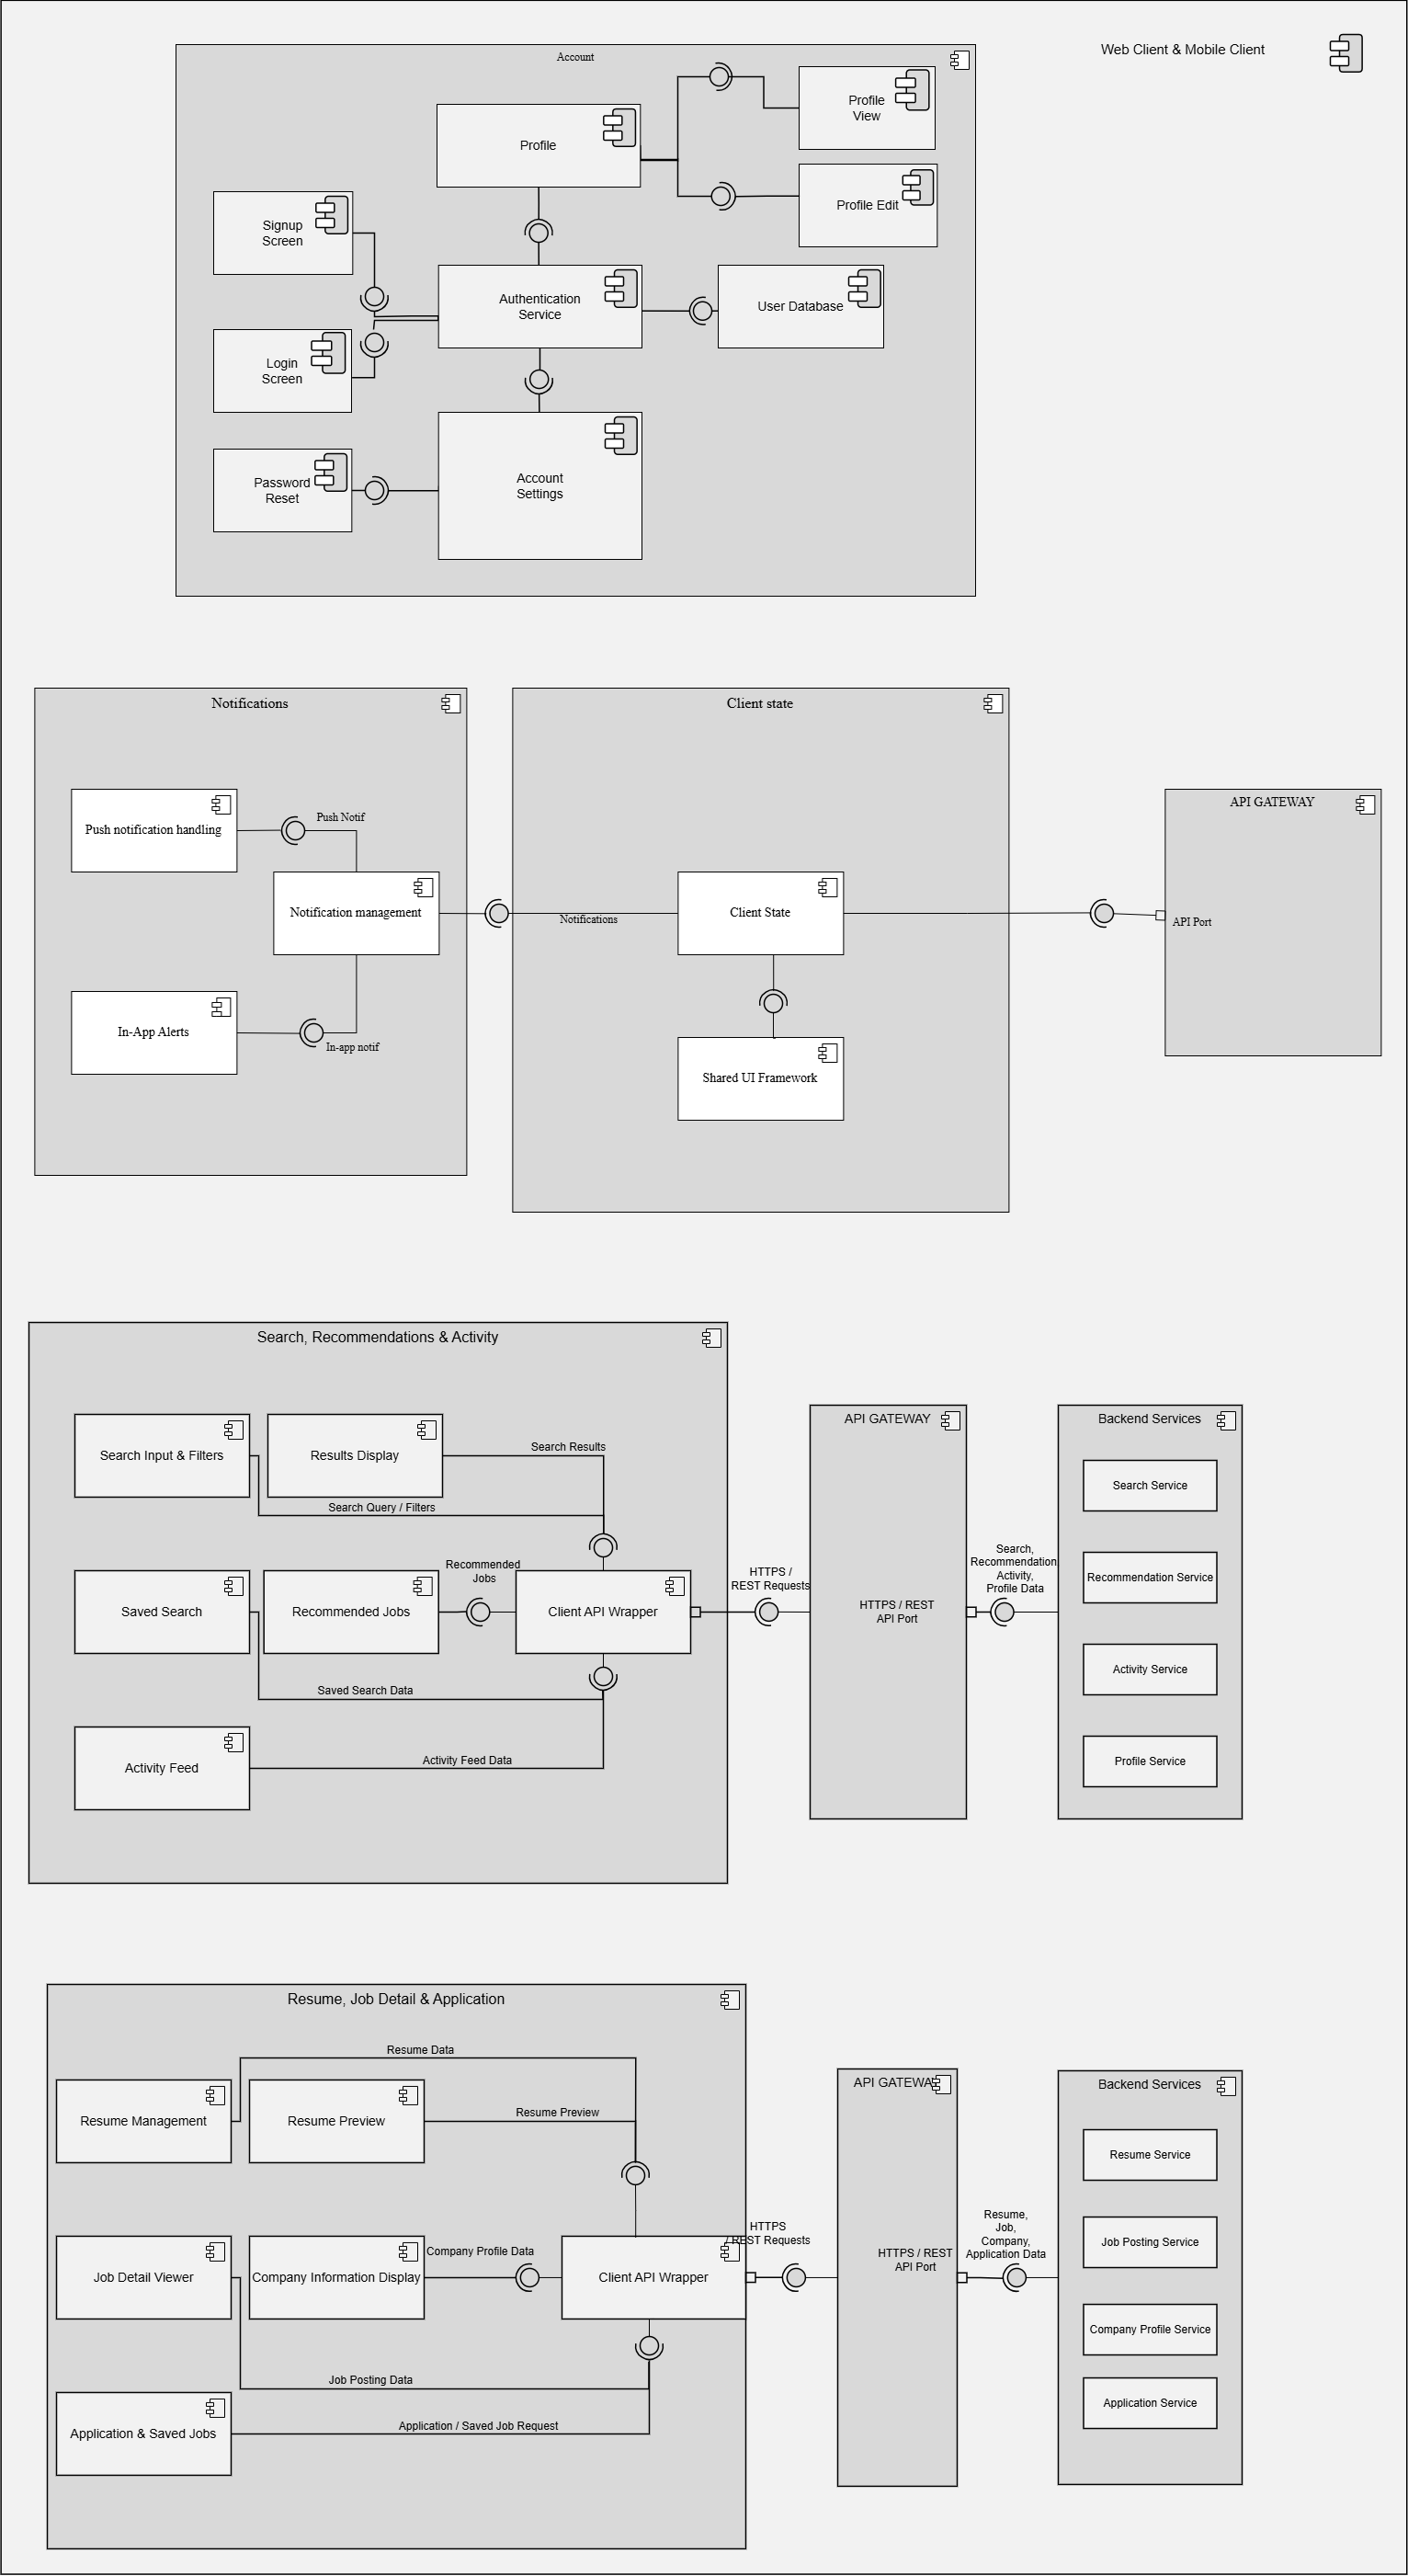 Account
Web Client & Mobile Client
Profile
View
Profile
Profile Edit
Signup
Screen
Authentication
Service
User Database
Login
Screen
Password
Reset
Account
Settings
Notifications
Client state
API GATEWAY
Push notification handling
Push Notif
Notification management
Notifications
Client State
API Port
In-App Alerts
In-app notif
Shared UI Framework
Search, Recommendations & Activity
API GATEWAY
Backend Services
Search Input & Filters
Results Display
Search Results
Search Query / Filters
Search Service
Recommended
Jobs
HTTPS /
REST Requests
Search,
Recommendation
Activity,
Profile Data
Recommendation Service
Saved Search
Recommended Jobs
Client API Wrapper
HTTPS / REST
API Port
Activity Service
Saved Search Data
Activity Feed
Activity Feed Data
Profile Service
Resume, Job Detail & Application
Resume Data
API GATEWAY
Backend Services
Resume Management
Resume Preview
Resume Preview
Resume Service
HTTPS
/ REST Requests
Resume,
Job,
Company,
Application Data
Job Posting Service
Company Profile Data
HTTPS / REST
API Port
Job Detail Viewer
Company Information Display
Client API Wrapper
Company Profile Service
Job Posting Data
Application Service
Application & Saved Jobs
Application / Saved Job Request